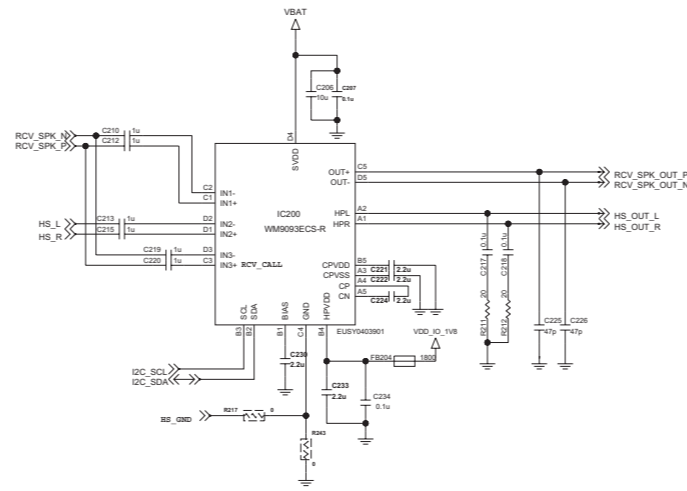 VBAT
C206
10u
C207
0.1u
C210
1u
RCV_SPK_N
RCV_SPK_P
C212
1u
D4
SVDD
C2
IN1-
C1
IN1+
C5
OUT+
D5
OUT-
RCV_SPK_OUT_P
RCV_SPK_OUT_N
IC200
WM9093ECS-R
HS_L
HS_R
C213
1u
C215
1u
D2
IN2-
D1
IN2+
A2
HPL
A1
HPR
HS_OUT_L
HS_OUT_R
C219
1u
C220
1u
D3
IN3-
C3
IN3+
RCV_CALL
B5
CPVDD
A3
CPVSS
A4
CP
A5
CN
C221
2.2u
C222
2.2u
C224
2.2u
0.1u
C217
0.1u
C218
20
R211
20
R212
C225
47p
C226
47p
SCL
SDA
BIAS
GND
HPVDD
B3
B2
B1
C4
B4
EUSY0403901
VDD_IO_1V8
FB204
1800
I2C_SCL
I2C_SDA
C230
2.2u
C233
2.2u
C234
0.1u
HS_GND
R217
0
R243
0